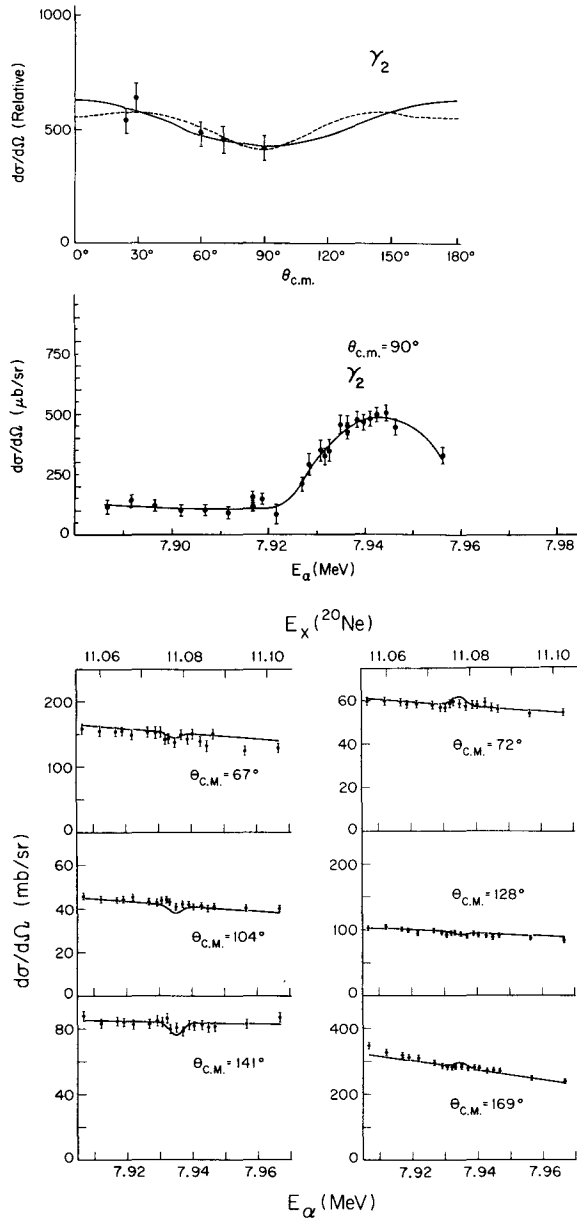 1000
500
0
dσ/dΩ (Relative)
γ₂
0° 30° 60° 90° 120° 150° 180°
θc.m.
θc.m. = 90°
γ₂
750
500
250
0
dσ/dΩ (μb/sr)
7.90 7.92 7.94 7.96 7.98
Eα (MeV)
Ex (²⁰Ne)
11.06 11.08 11.10
11.06 11.08 11.10
200
150
0
ΘC.M. = 67°
60
40
20
0
ΘC.M. = 72°
60
40
20
0
ΘC.M. = 104°
200
100
0
ΘC.M. = 128°
80
40
0
ΘC.M. = 141°
400
300
200
0
ΘC.M. = 169°
dσ/dΩ (mb/sr)
7.92 7.94 7.96
7.92 7.94 7.96
Eα (MeV)